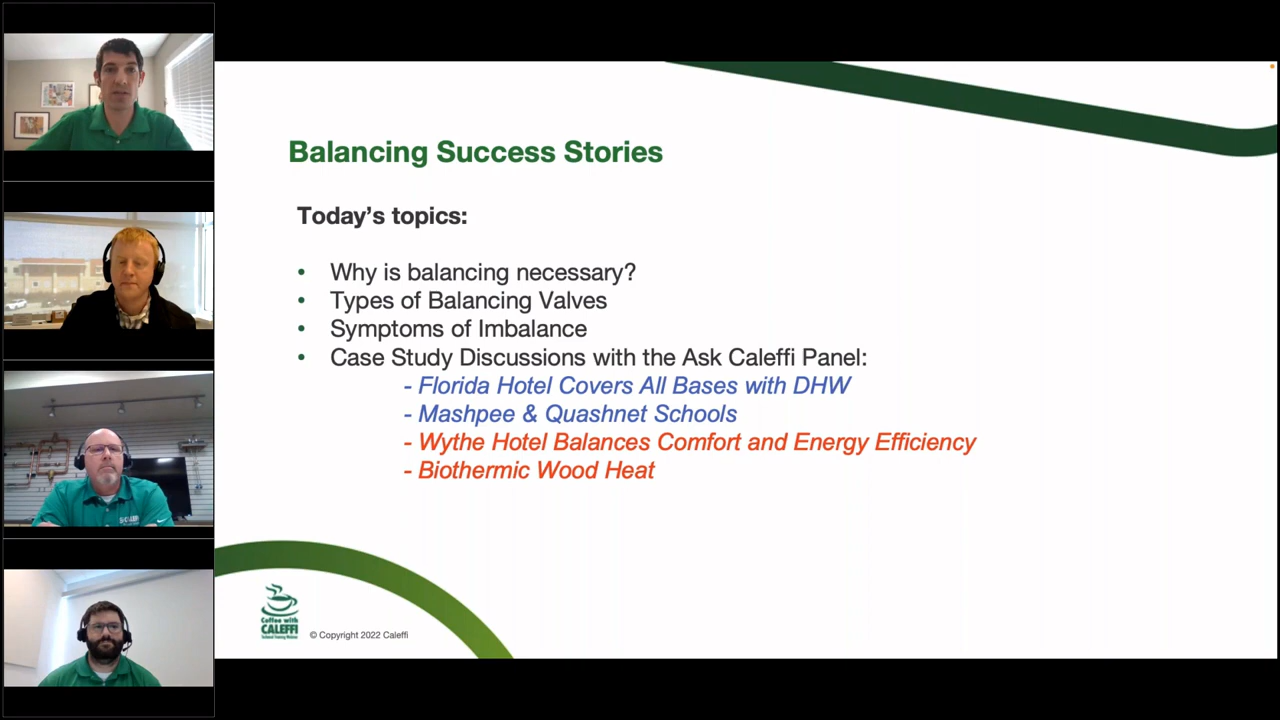 Balancing Success Stories
Today's topics:
• Why is balancing necessary?
• Types of Balancing Valves
• Symptoms of Imbalance
• Case Study Discussions with the Ask Caleffi Panel:
- Florida Hotel Covers All Bases with DHW
- Mashpee & Quashnet Schools
- Wythe Hotel Balances Comfort and Energy Efficiency
- Biothermic Wood Heat
Coffee with
CALEFFI
© Copyright 2022 Caleffi